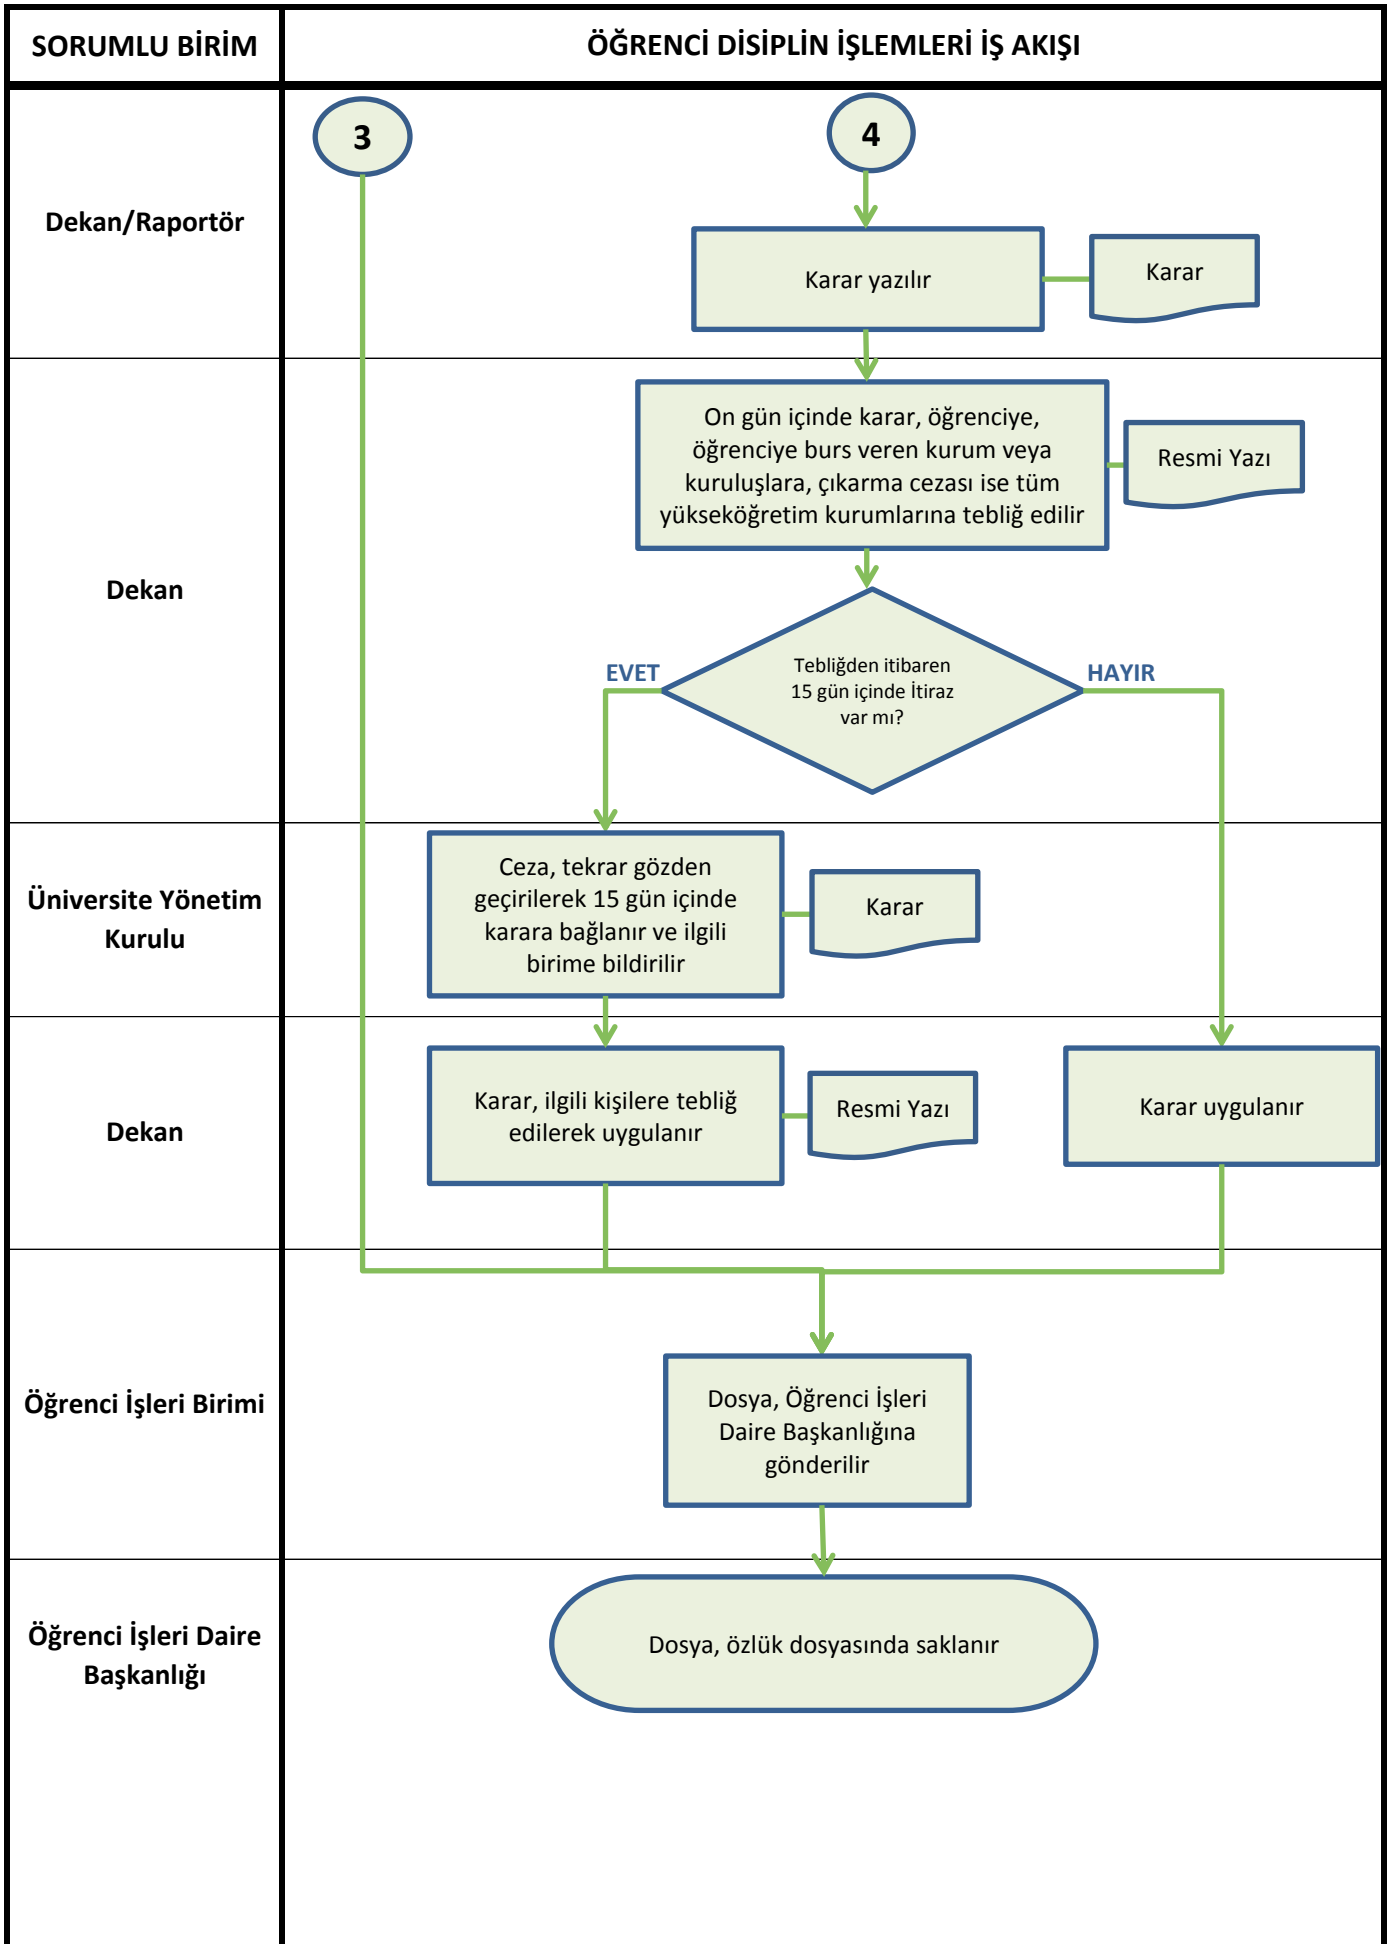 SORUMLU BİRİM
ÖĞRENCİ DİSİPLİN İŞLEMLERİ İŞ AKIŞI
3
4
Dekan/Raportör
Karar yazılır
Karar
On gün içinde karar, öğrenciye,
öğrenciye burs veren kurum veya
kuruluşlara, çıkarma cezası ise tüm
yükseköğretim kurumlarına tebliğ edilir
Resmi Yazı
Dekan
Tebliğden itibaren
15 gün içinde İtiraz
var mı?
EVET
HAYIR
Üniversite Yönetim
Kurulu
Ceza, tekrar gözden
geçirilerek 15 gün içinde
karara bağlanır ve ilgili
birime bildirilir
Karar
Dekan
Karar, ilgili kişilere tebliğ
edilerek uygulanır
Resmi Yazı
Karar uygulanır
Öğrenci İşleri Birimi
Dosya, Öğrenci İşleri
Daire Başkanlığına
gönderilir
Öğrenci İşleri Daire
Başkanlığı
Dosya, özlük dosyasında saklanır